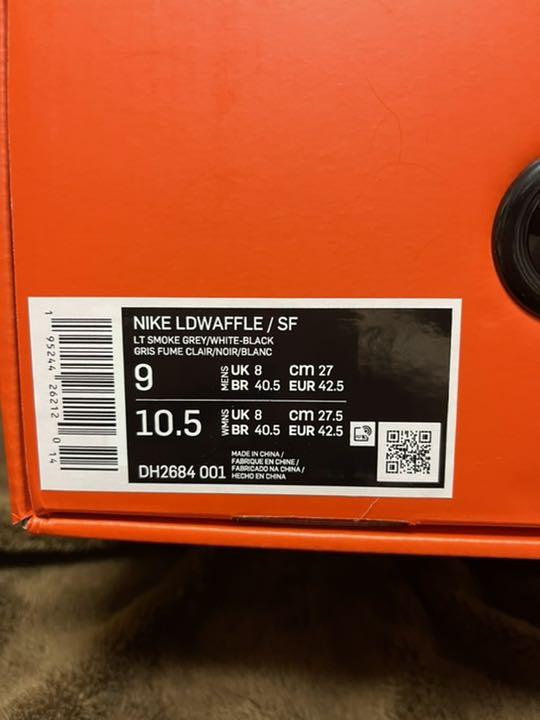 NIKE LDWAFFLE / SF
LT SMOKE GREY/WHITE-BLACK
GRIS FUME CLAIR/NOIR/BLANC
9 MENS UK 8 CM 27
BR 40.5 EUR 42.5
10.5 WMNS UK 8 CM 27.5
BR 40.5 EUR 42.5
DH2684 001
MADE IN CHINA /
FABRIQUE EN CHINE /
FABRICADO NA CHINA /
HECHO EN CHINA
1 95244 26212 0 14